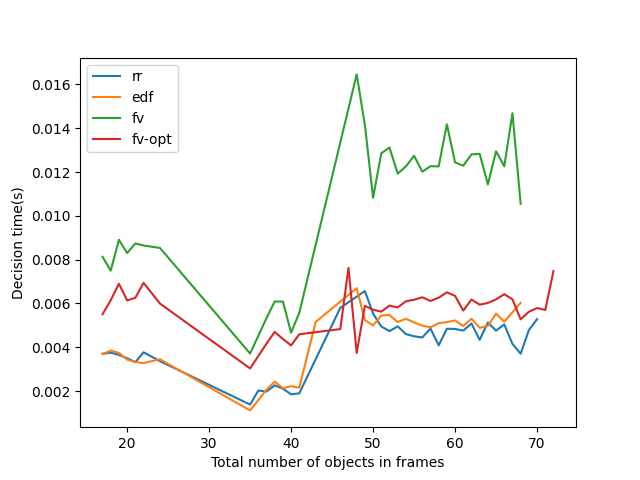 rr
edf
fv
fv-opt
0.016
0.014
0.012
0.010
0.008
0.006
0.004
0.002
Decision time(s)
20 30 40 50 60 70
Total number of objects in frames